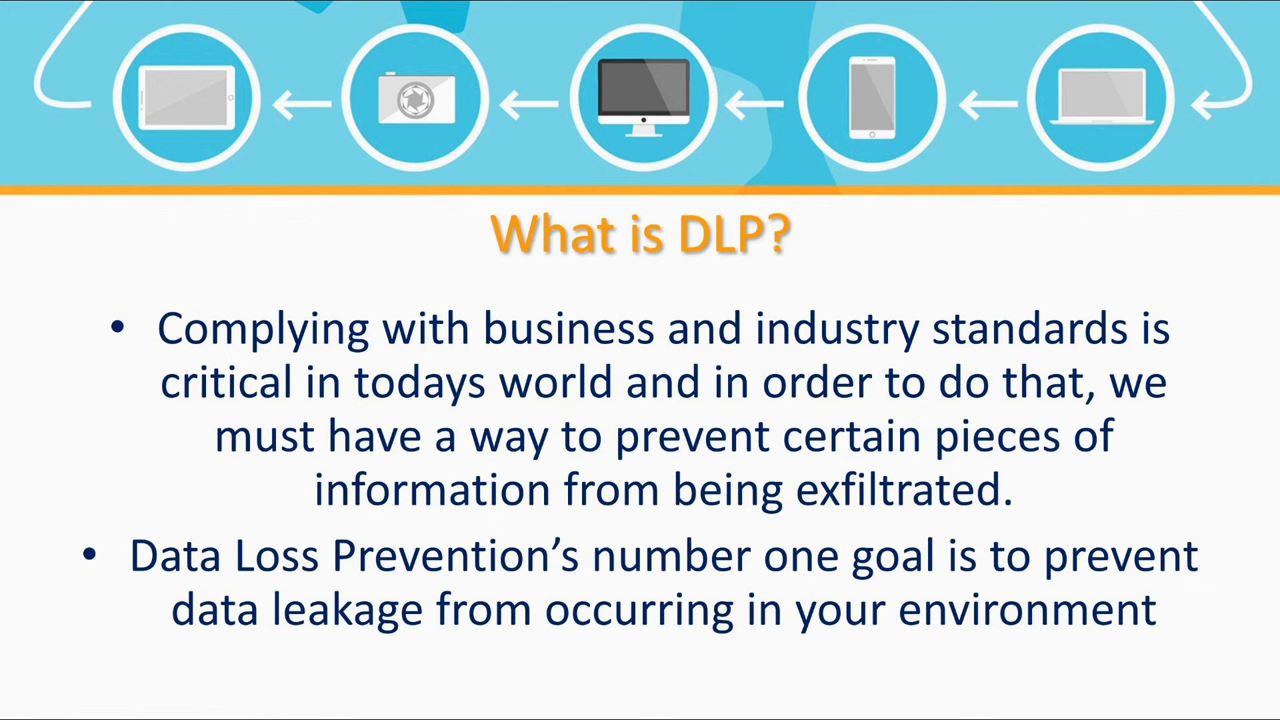 What is DLP?
• Complying with business and industry standards is
critical in todays world and in order to do that, we
must have a way to prevent certain pieces of
information from being exfiltrated.
• Data Loss Prevention’s number one goal is to prevent
data leakage from occurring in your environment